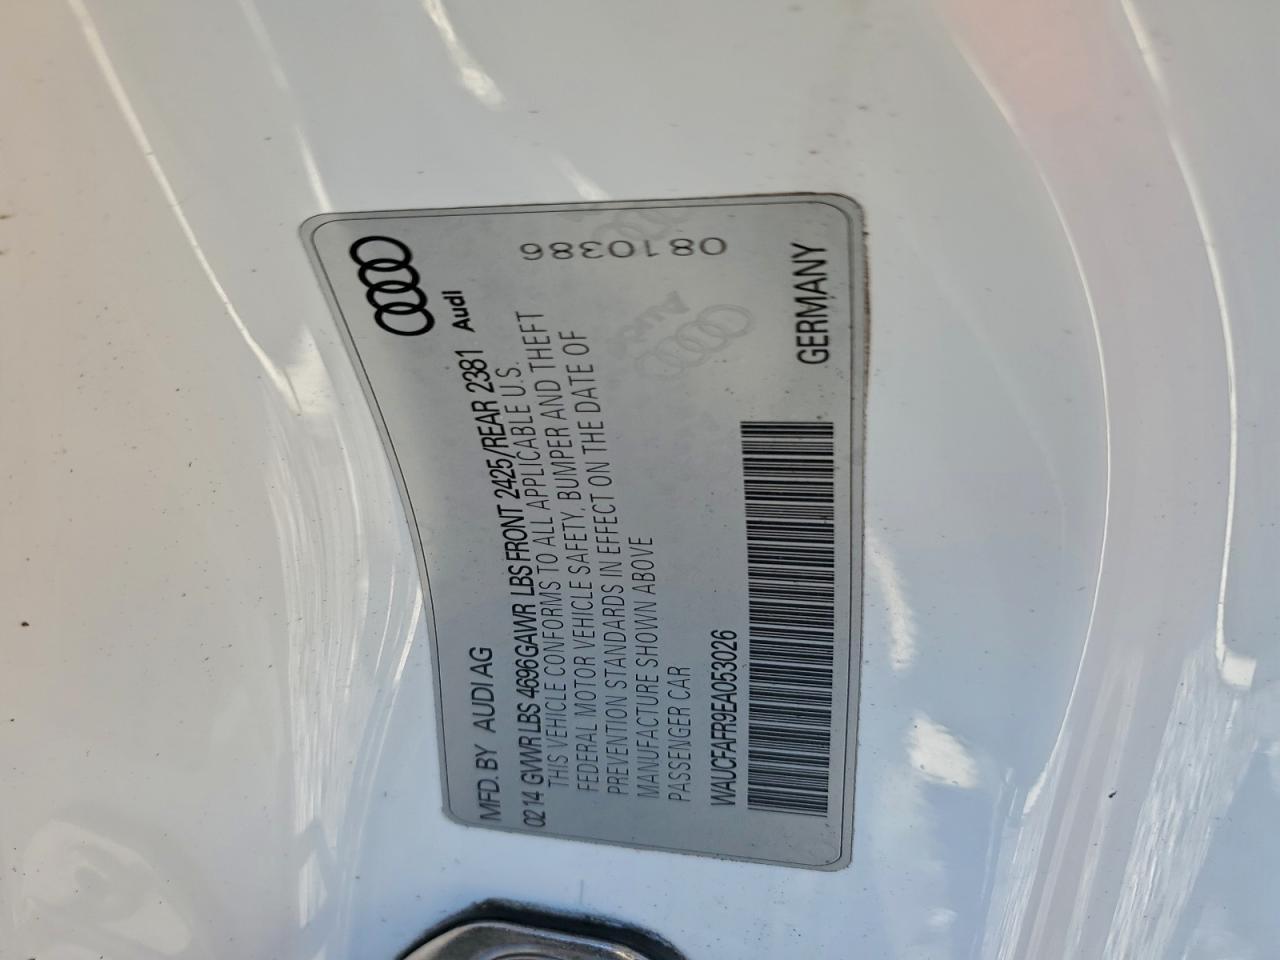 MFD. BY AUDI AG
02 14 GVWR LBS 4696 GAWR LBS FRONT 2425/REAR 2381 Audi
THIS VEHICLE CONFORMS TO ALL APPLICABLE U.S.
FEDERAL MOTOR VEHICLE SAFETY, BUMPER AND THEFT
PREVENTION STANDARDS IN EFFECT ON THE DATE OF
MANUFACTURE SHOWN ABOVE
PASSENGER CAR
WAUCFAFR9EA053026
GERMANY
0810386